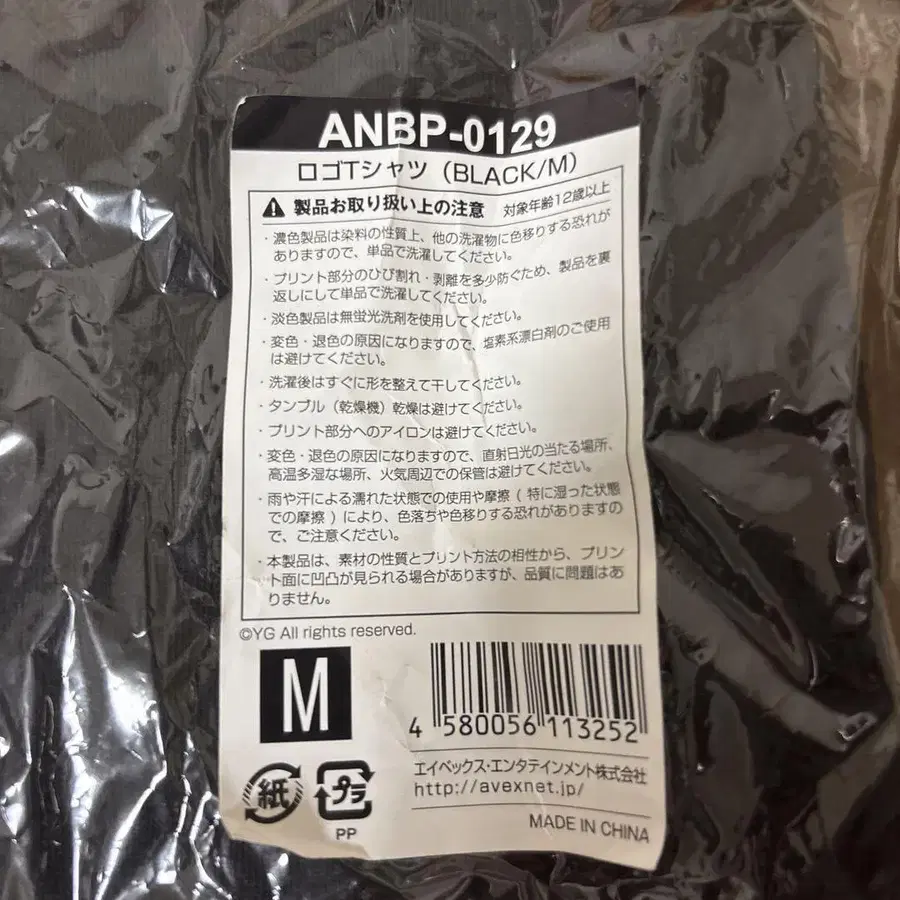 ANBP-0129
ロゴTシャツ（BLACK/M）
製品お取り扱い上の注意 対象年齢12歳以上
・濃色製品は染料の性質上、他の洗濯物に色移りする恐れが
ありますので、単品で洗濯してください。
・プリント部分のひび割れ・剥離を多少防ぐため、製品を裏
返しにして単品で洗濯してください。
・淡色製品は無蛍光洗剤を使用してください。
・変色・退色の原因になりますので、塩素系漂白剤のご使用
は避けてください。
・洗濯後はすぐに形を整えて干してください。
・タンブル（乾燥機）乾燥は避けてください。
・プリント部分へのアイロンは避けてください。
・変色・退色の原因になりますので、直射日光の当たる場所、
高温多湿な場所、火気周辺での保管は避けてください。
・雨や汗による濡れた状態での使用や摩擦（特に湿った状態
での摩擦）により、色落ちや色移りする恐れがありますの
で、ご注意ください。
・本製品は、素材の性質とプリント方法の相性から、プリン
ト面に凹凸が見られる場合がありますが、品質に問題はあ
りません。
©YG All rights reserved.
M
4 580056 113252
エイベックス・エンタテインメント株式会社
http://avexnet.jp/
紙 プラ
PP
MADE IN CHINA